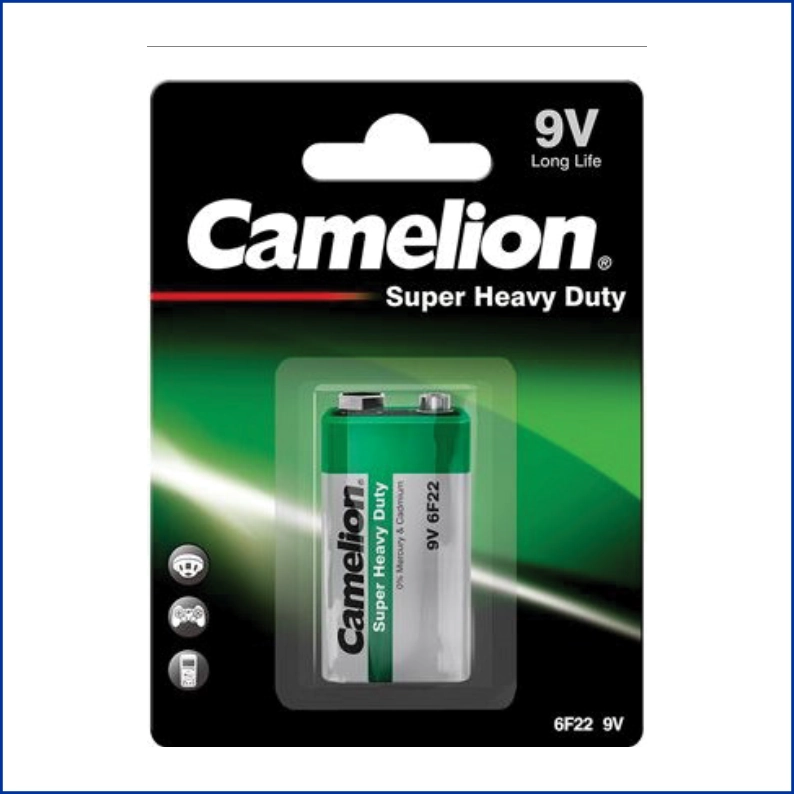 9V
Long Life
Camelion®
Super Heavy Duty
Camelion®
Super Heavy Duty
0% Mercury & Cadmium
9V 6F22
6F22 9V